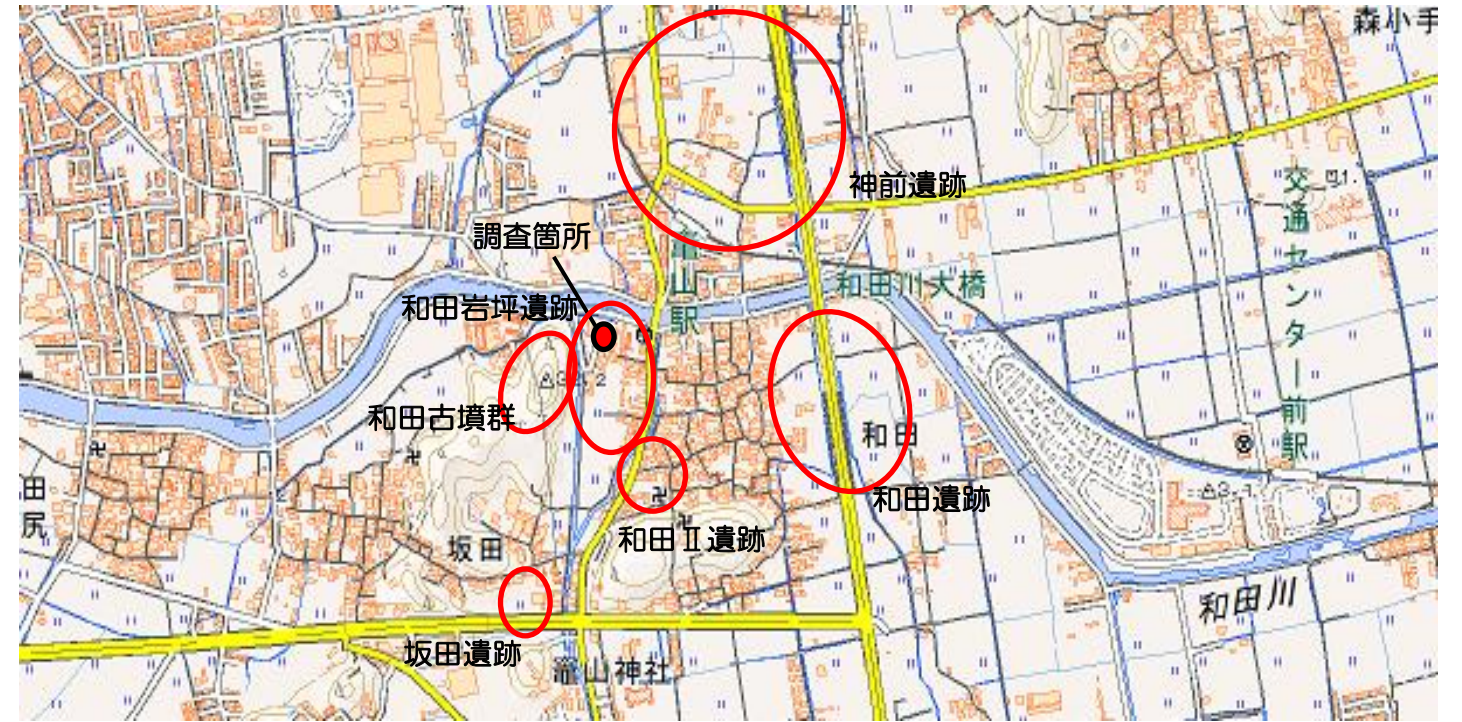 森小手
神前遺跡
交通センター前駅
調査箇所
竈山駅
和田川大橋
和田岩坪遺跡
和田古墳群
和田
和田遺跡
田尻
和田Ⅱ遺跡
坂田
和田川
坂田遺跡
竈山神社